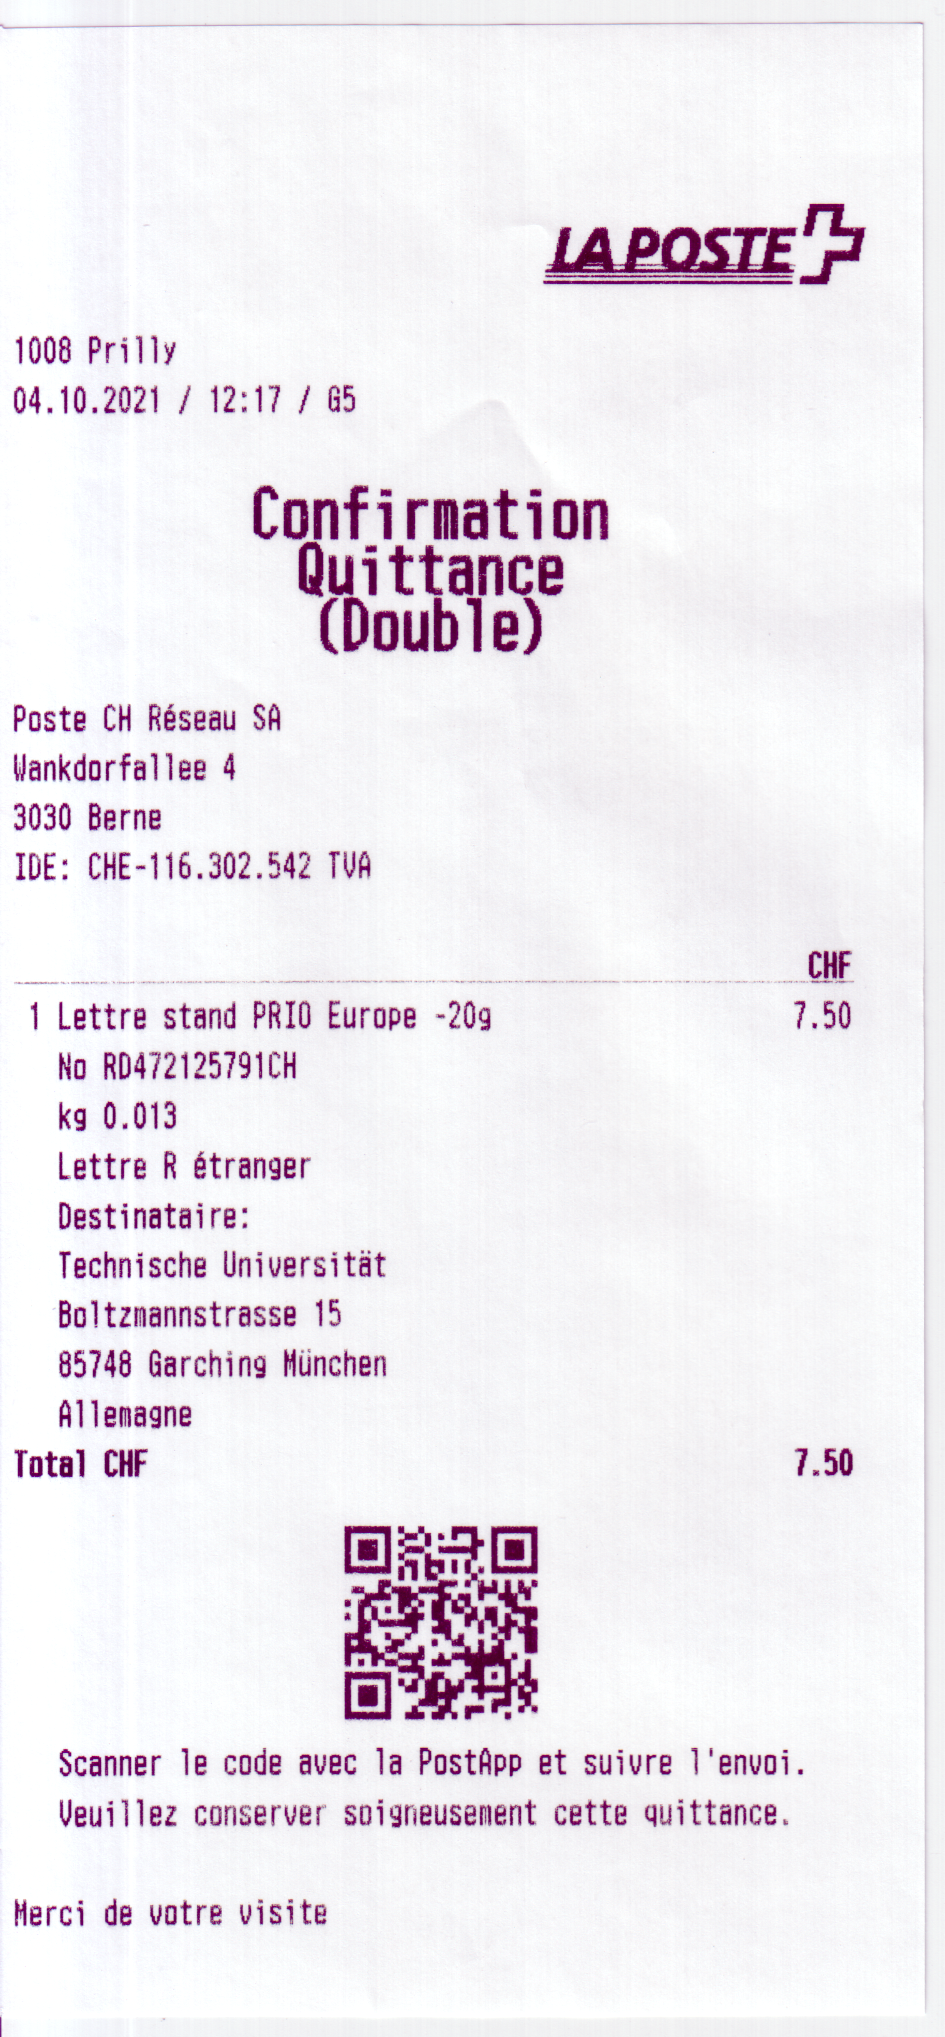 LA POSTE
1008 Prilly
04.10.2021 / 12:17 / G5
Confirmation
Quittance
(Double)
Poste CH Réseau SA
Wankdorfallee 4
3030 Berne
IDE: CHE-116.302.542 TVA
CHF
1 Lettre stand PRIO Europe -20g 7.50
No RD472125791CH
kg 0.013
Lettre R étranger
Destinataire:
Technische Universität
Boltzmannstrasse 15
85748 Garching München
Allemagne
Total CHF 7.50
Scanner le code avec la PostApp et suivre l'envoi.
Veuillez conserver soigneusement cette quittance.
Merci de votre visite